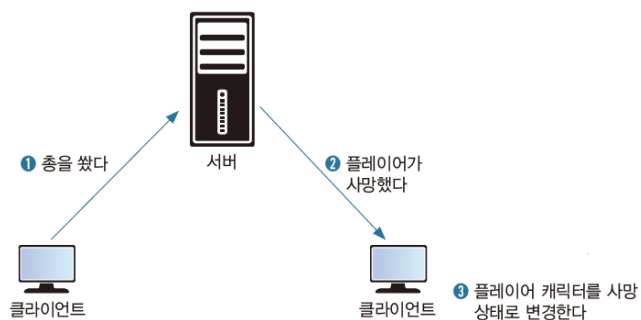 ❶ 총을 쐈다
서버
❷ 플레이어가
사망했다
클라이언트
클라이언트
❸ 플레이어 캐릭터를 사망
상태로 변경한다